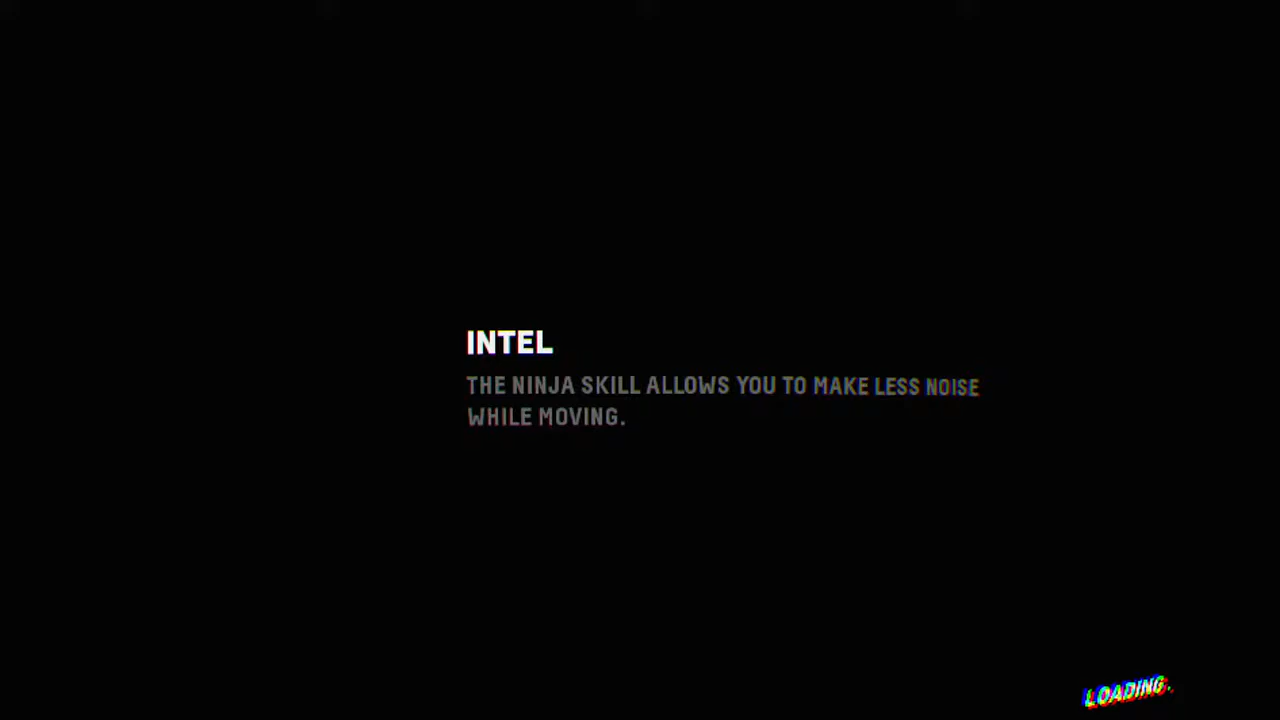 INTEL
THE NINJA SKILL ALLOWS YOU TO MAKE LESS NOISE
WHILE MOVING.
LOADING.